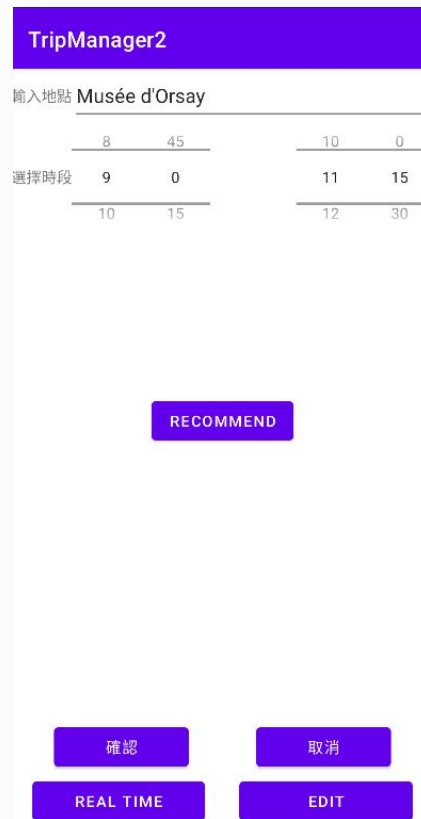 TripManager2
輸入地點 Musée d'Orsay
8 45 10 0
選擇時段 9 0 11 15
10 15 12 30
RECOMMEND
確認 取消
REAL TIME EDIT